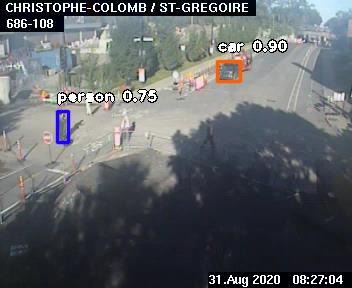 CHRISTOPHE-COLOMB / ST-GREGOIRE
686-108
car 0.90
person 0.75
31.Aug 2020 08:27:04